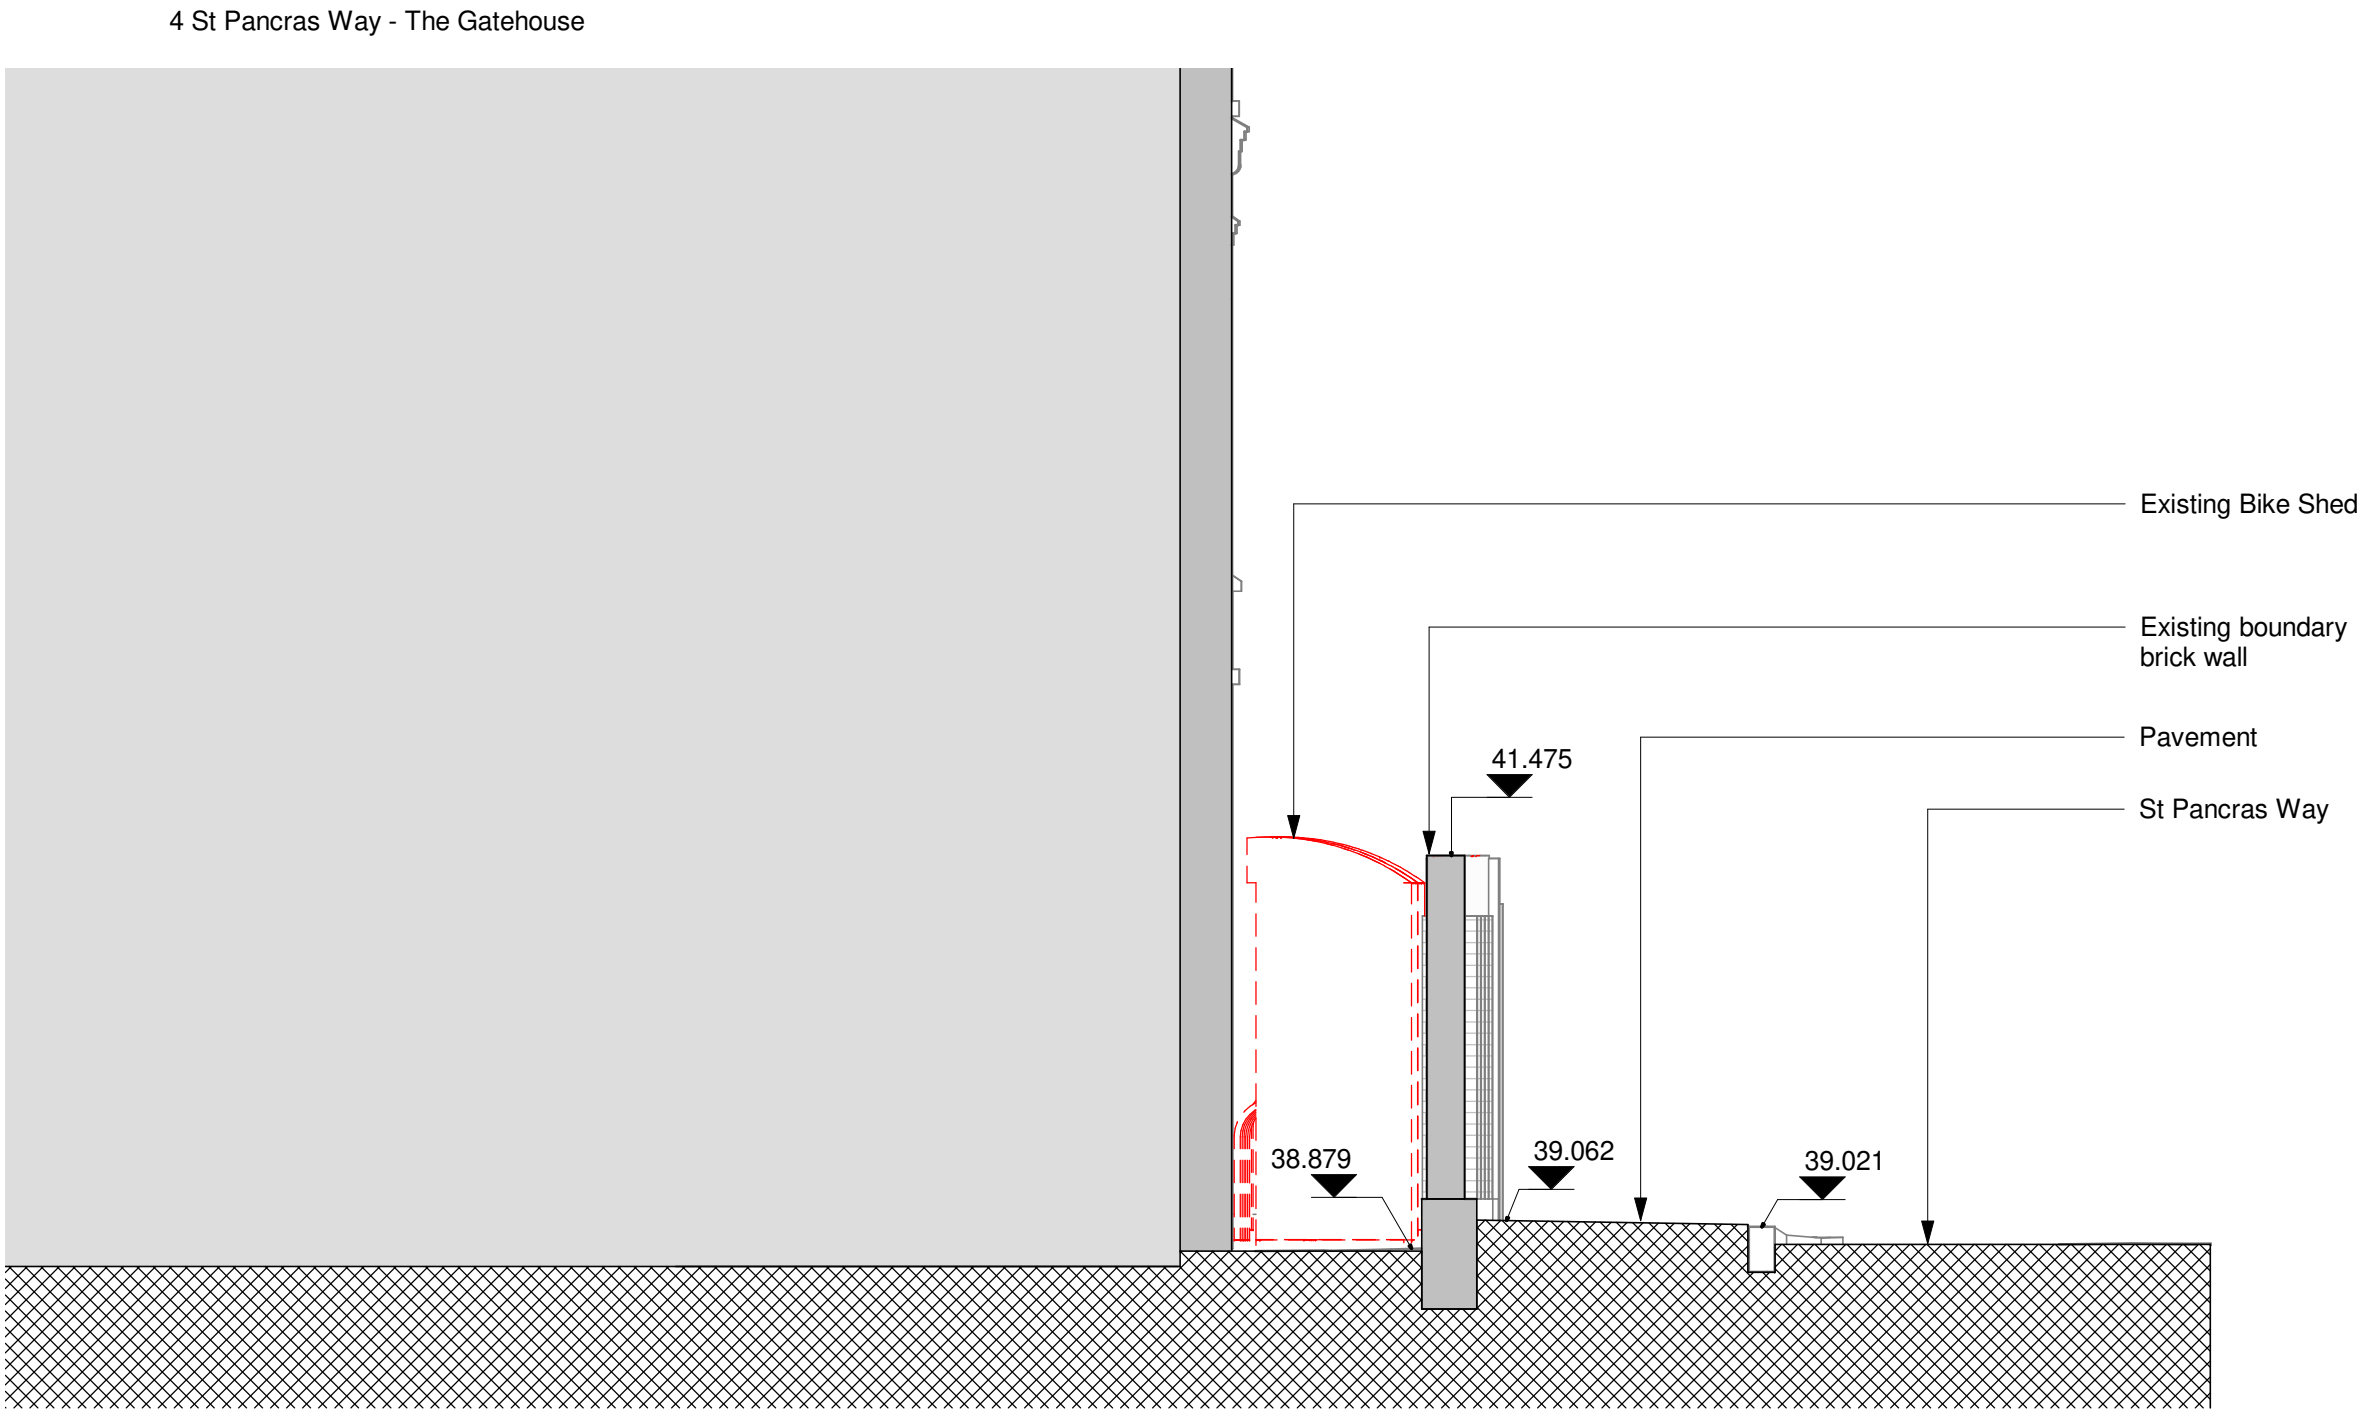 4 St Pancras Way - The Gatehouse
Existing Bike Shed
Existing boundary
brick wall
Pavement
41.475
St Pancras Way
38.879
39.062
39.021